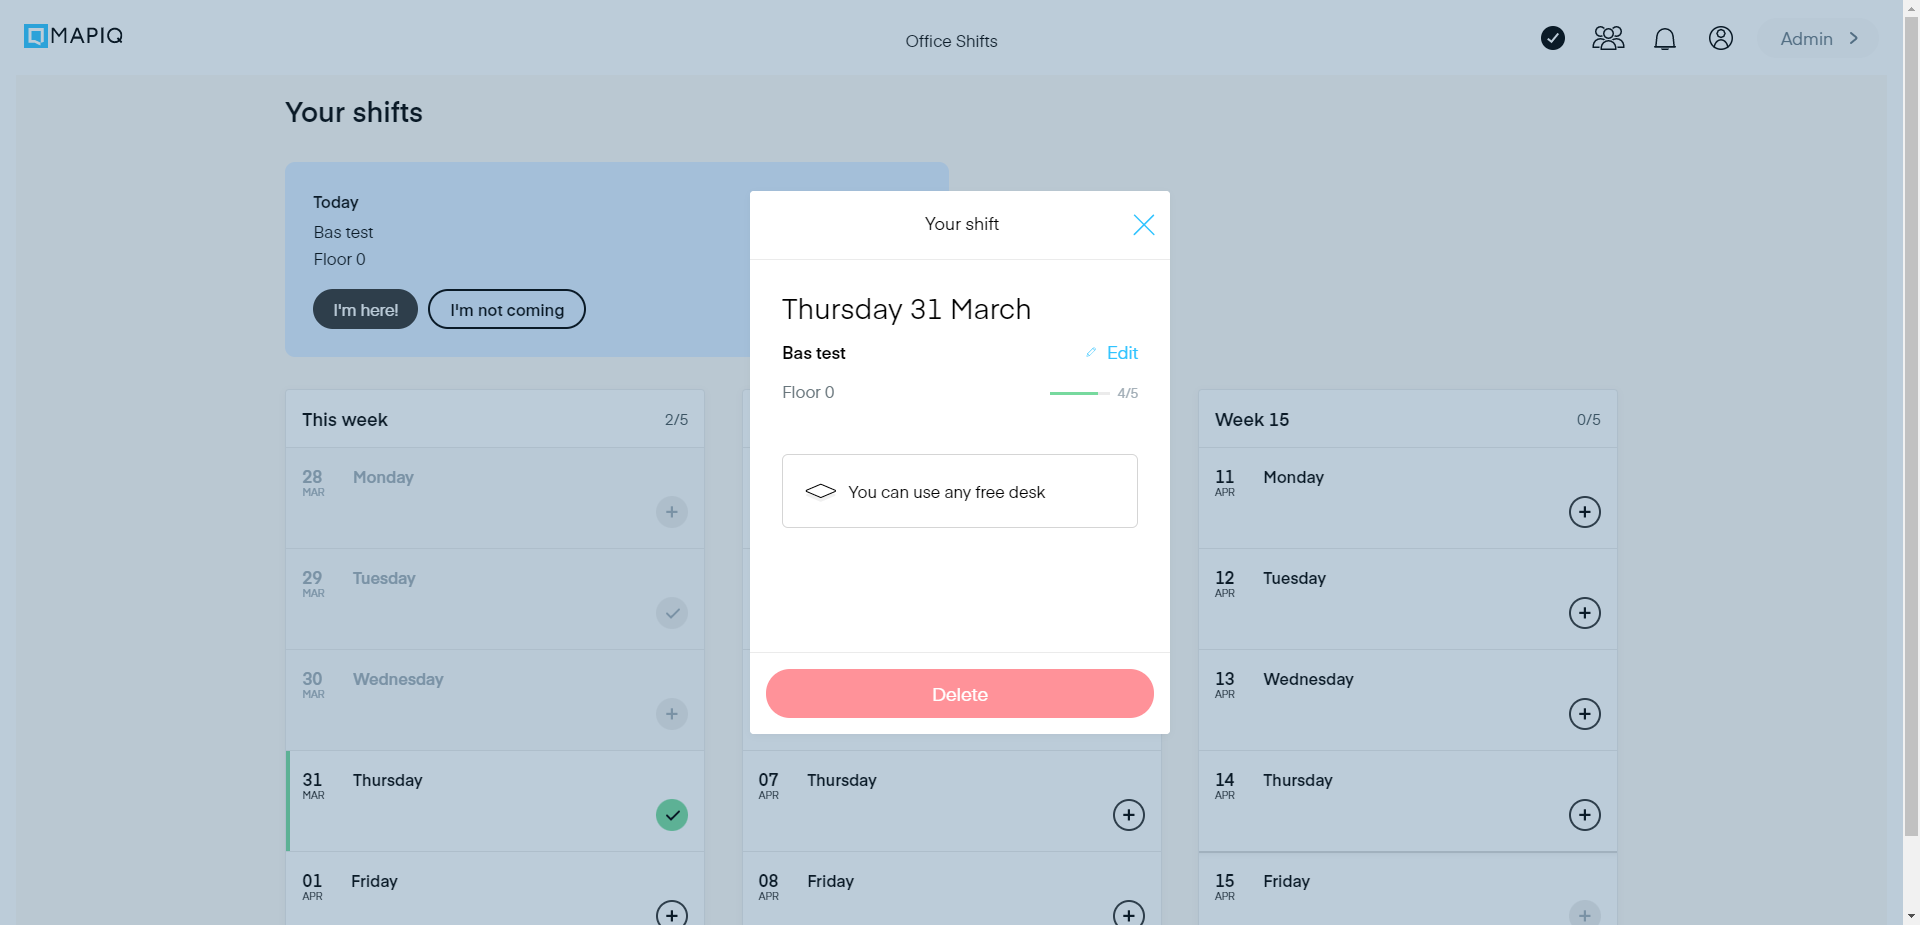 MAPIQ
Office Shifts
Admin
Your shifts
Today
Bas test
Floor 0
I'm here!
I'm not coming
Your shift
Thursday 31 March
Bas test
Edit
Floor 0
4/5
You can use any free desk
Delete
This week
2/5
28
MAR
Monday
29
MAR
Tuesday
30
MAR
Wednesday
31
MAR
Thursday
01
APR
Friday
07
APR
Thursday
08
APR
Friday
Week 15
0/5
11
APR
Monday
12
APR
Tuesday
13
APR
Wednesday
14
APR
Thursday
15
APR
Friday